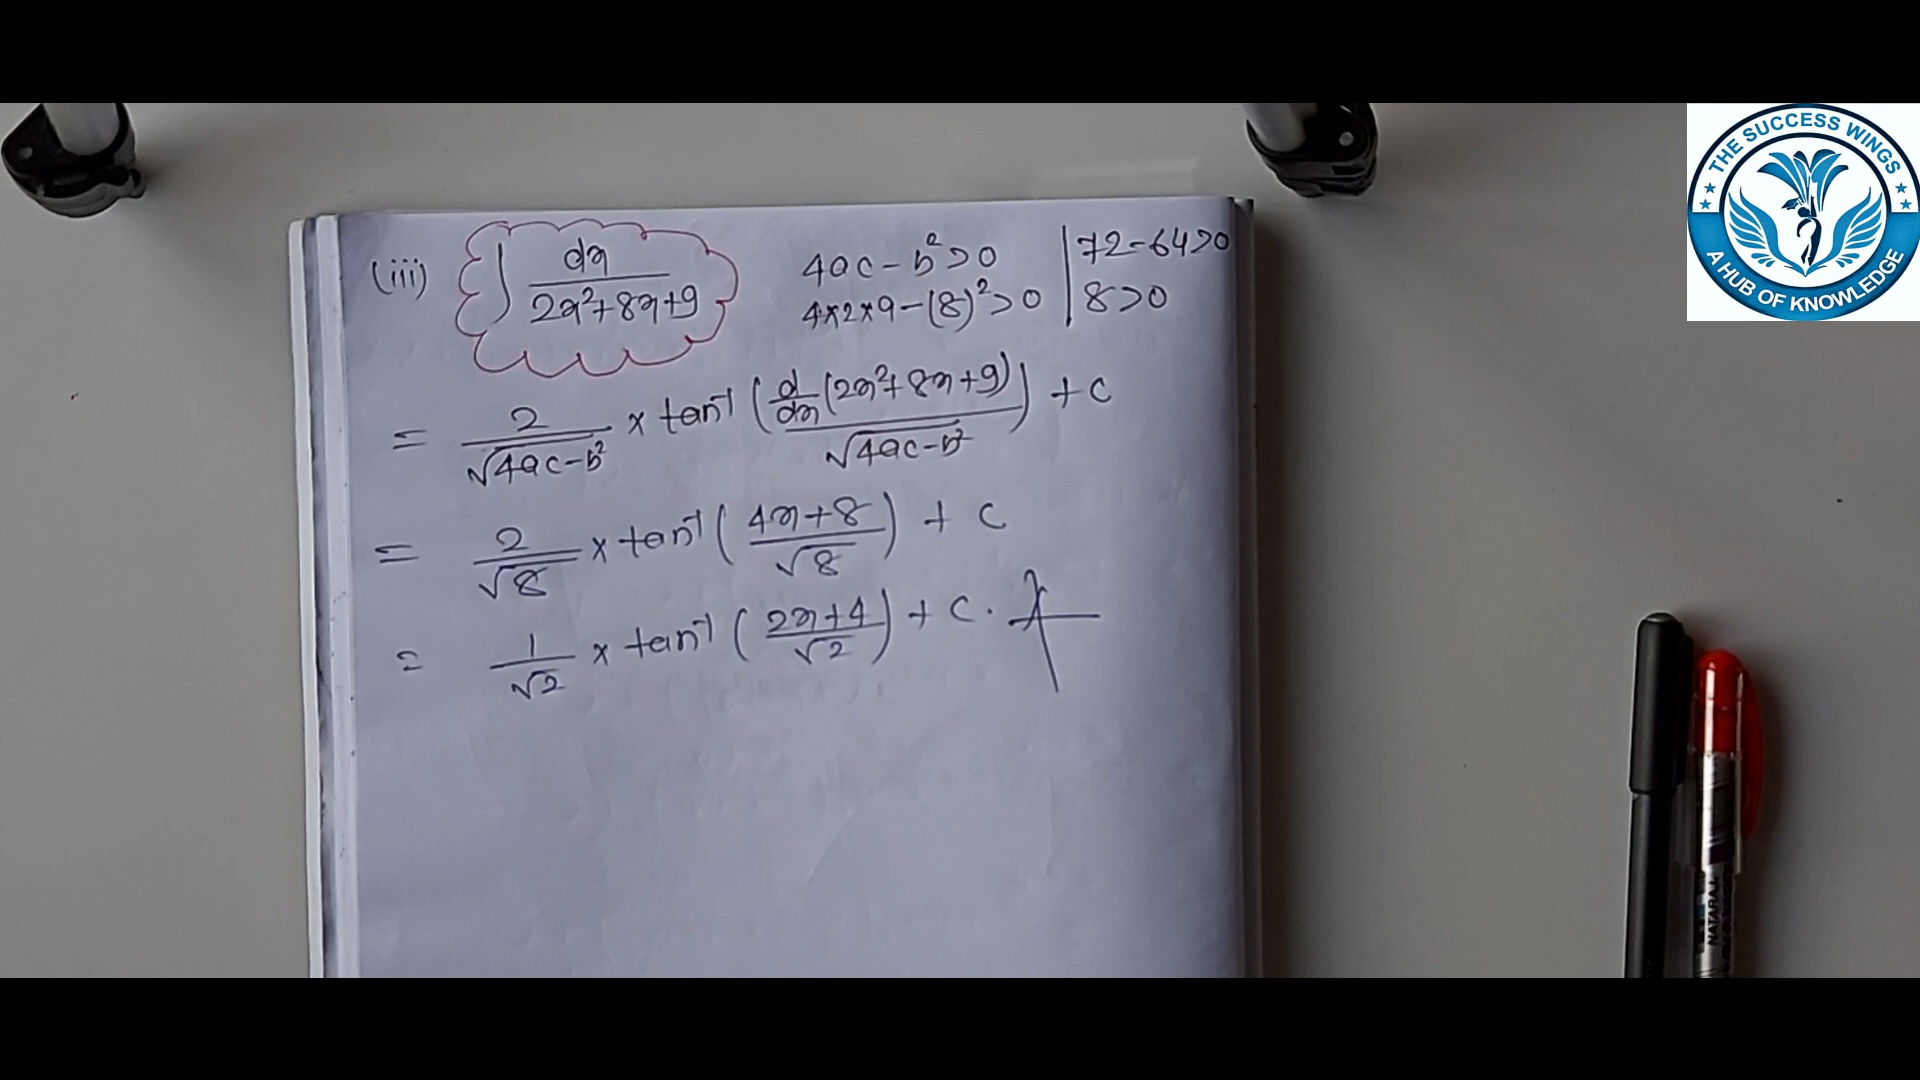 (iii) ∫ dx / 2x²+8x+9
4ac-b²>0
4×2×9-(8)²>0
72-64>0
8>0
= 2/√4ac-b² × tan⁻¹ (d/dx (2x²+8x+9) / √4ac-b²) + c
= 2/√8 × tan⁻¹ (4x+8 / √8) + c
= 1/√2 × tan⁻¹ (2x+4 / √2) + c.
THE SUCCESS WINGS
A HUB OF KNOWLEDGE
NATARAJ